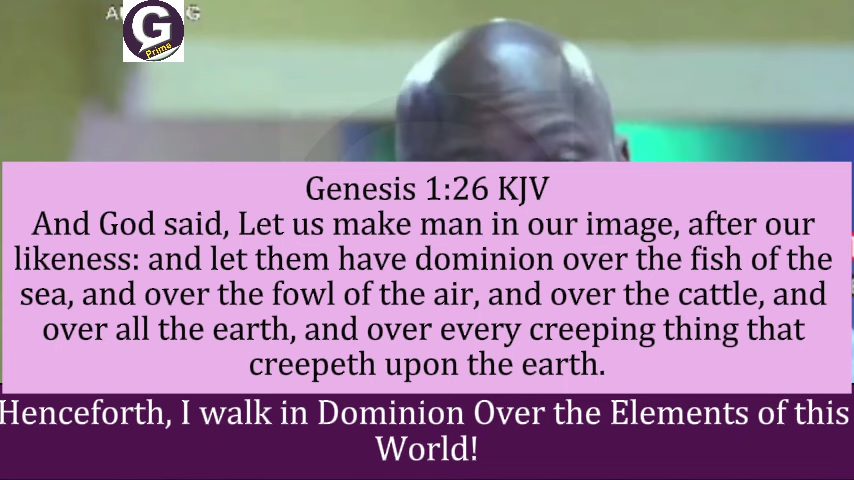 G
Prime
Genesis 1:26 KJV
And God said, Let us make man in our image, after our
likeness: and let them have dominion over the fish of the
sea, and over the fowl of the air, and over the cattle, and
over all the earth, and over every creeping thing that
creepeth upon the earth.
Henceforth, I walk in Dominion Over the Elements of this
World!